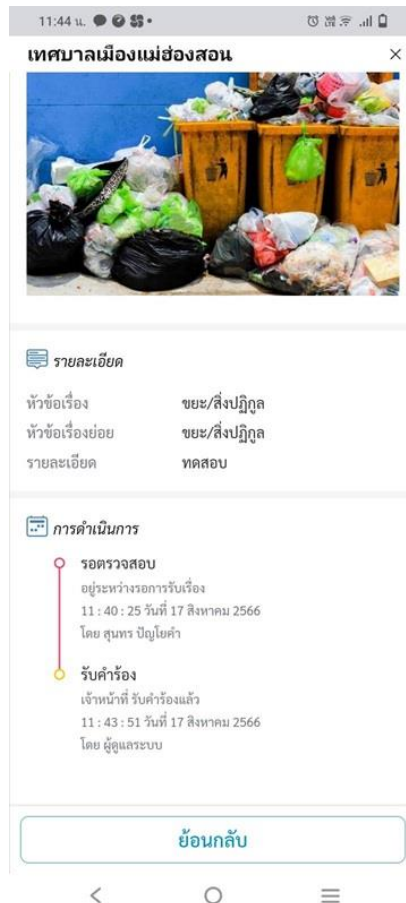 11:44 น.
เทศบาลเมืองแม่ฮ่องสอน
รายละเอียด
หัวข้อเรื่อง ขยะ/สิ่งปฏิกูล
หัวข้อเรื่องย่อย ขยะ/สิ่งปฏิกูล
รายละเอียด ทดสอบ
การดำเนินการ
รอตรวจสอบ
อยู่ระหว่างรอการรับเรื่อง
11 : 40 : 25 วันที่ 17 สิงหาคม 2566
โดย สุนทร ปัญโยคำ
รับคำร้อง
เจ้าหน้าที่ รับคำร้องแล้ว
11 : 43 : 51 วันที่ 17 สิงหาคม 2566
โดย ผู้ดูแลระบบ
ย้อนกลับ